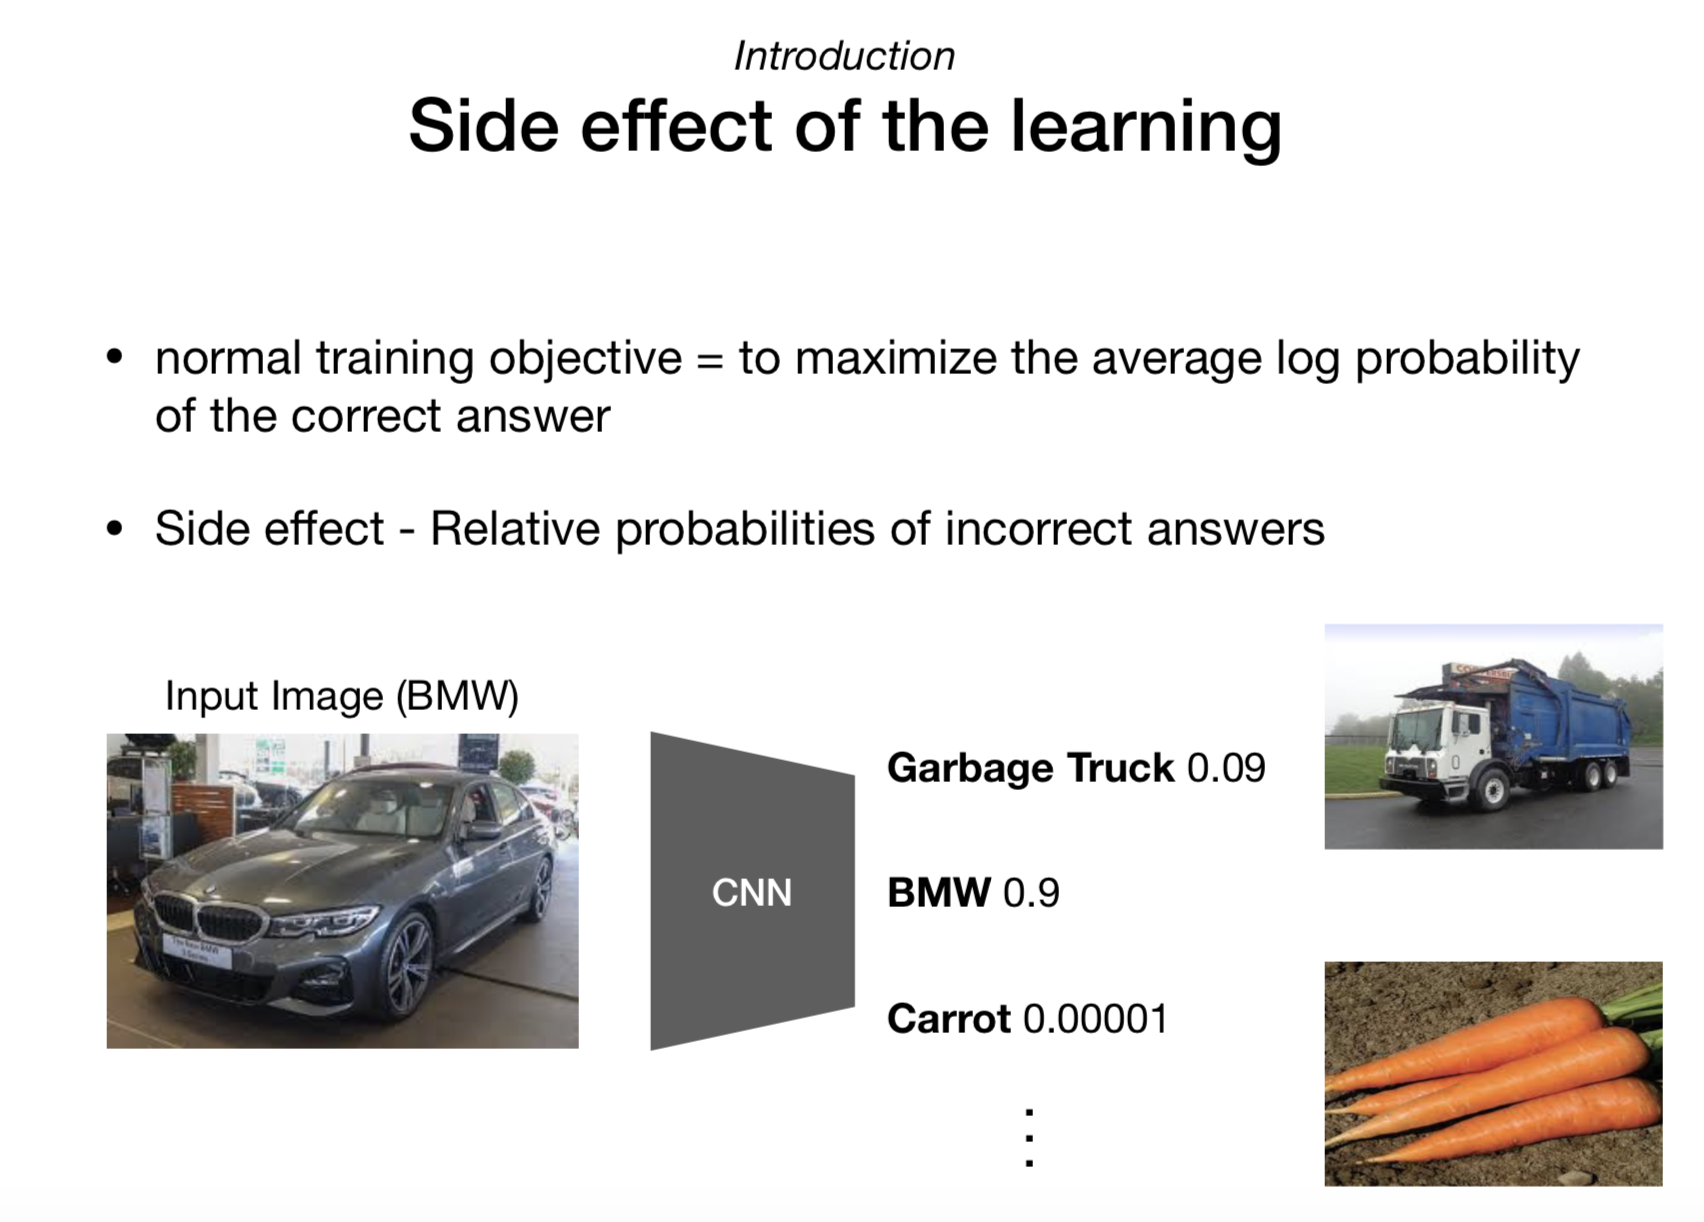 Introduction
Side effect of the learning
• normal training objective = to maximize the average log probability
of the correct answer
• Side effect - Relative probabilities of incorrect answers
Input Image (BMW)
Garbage Truck 0.09
CNN
BMW 0.9
Carrot 0.00001